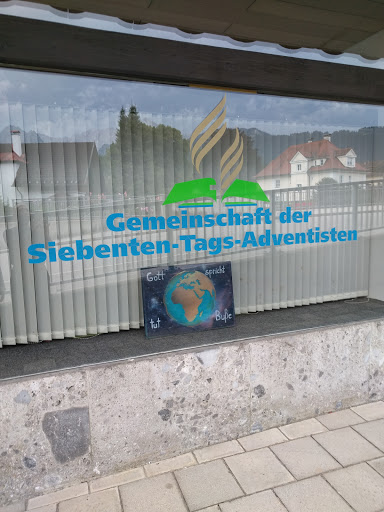 Gemeinschaft der
Siebenten-Tags-Adventisten
Gott spricht
tut Buße